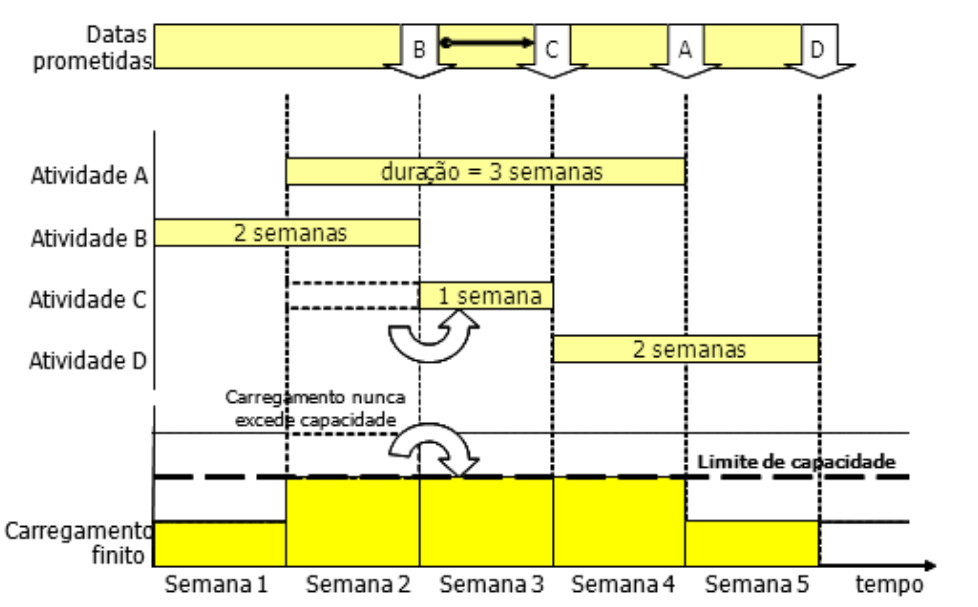 Datas
prometidas
B
C
A
D
Atividade A
duração = 3 semanas
Atividade B
2 semanas
Atividade C
1 semana
Atividade D
2 semanas
Carregamento nunca
excede capacidade
Limite de capacidade
Carregamento
finito
Semana 1
Semana 2
Semana 3
Semana 4
Semana 5
tempo